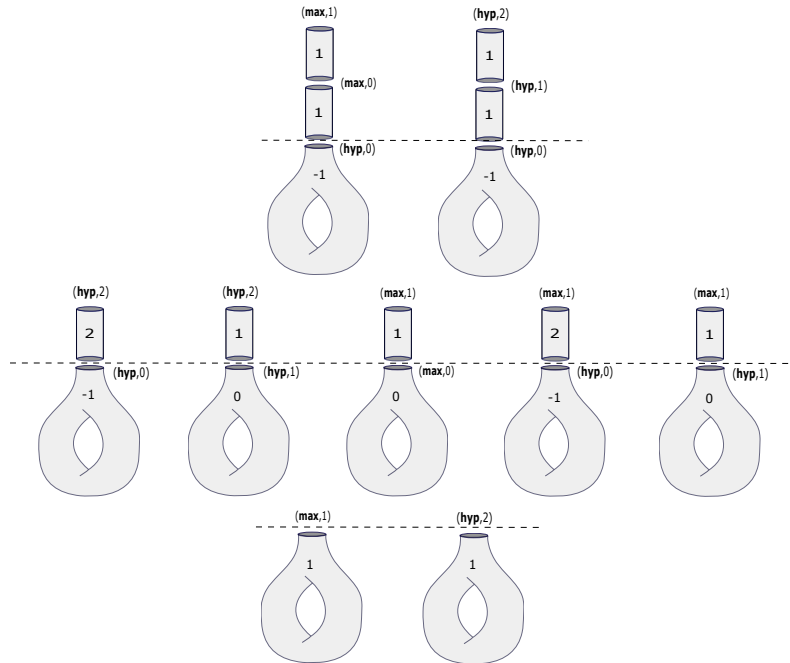 (max,1) (hyp,2)
1 1
(max,0) (hyp,1)
1 1
(hyp,0) (hyp,0)
-1 -1
(hyp,2) (hyp,2) (max,1) (max,1) (max,1)
2 1 1 2 1
(hyp,0) (hyp,1) (max,0) (hyp,0) (hyp,1)
-1 0 0 -1 0
(max,1) (hyp,2)
1 1